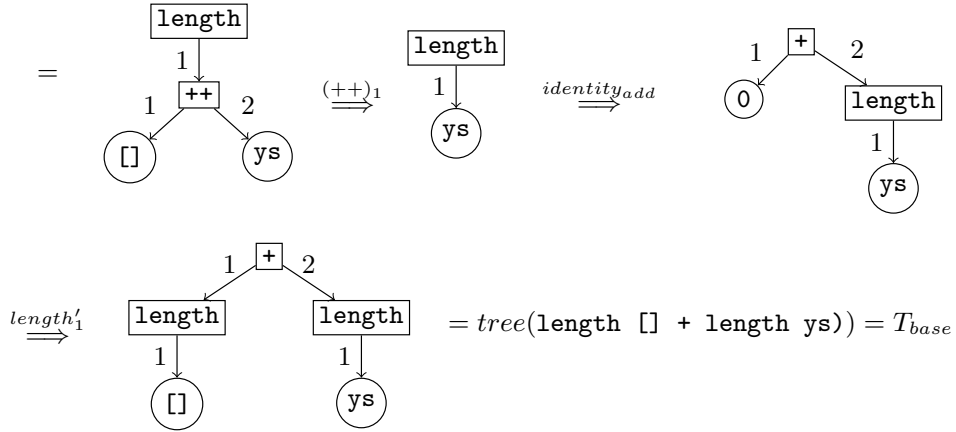 length
1
= ++ (++)₁ ⟹ length identity_add ⟹ +
1 2 1 1 2
[] ys ys 0 length
1
ys
+
1 2
length'₁ ⟹ length length = tree(length [] + length ys)) = T_base
1 1
[] ys